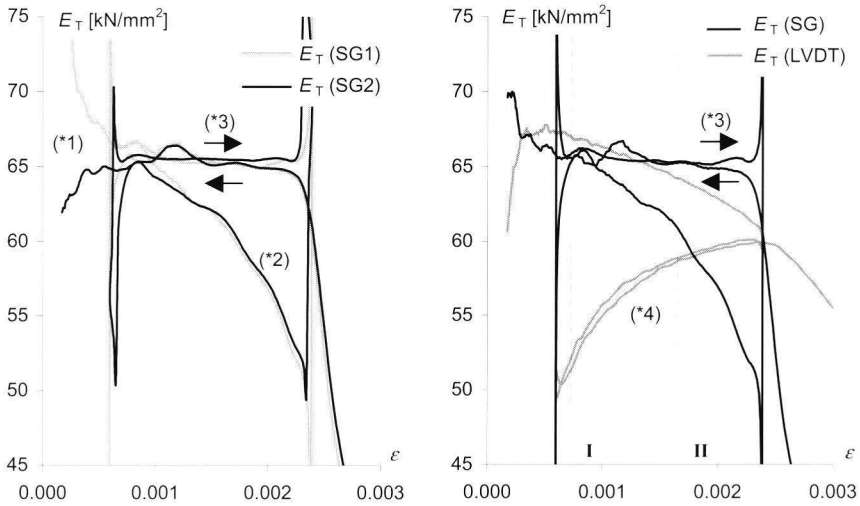 E_T [kN/mm²]
75
70
65
60
55
50
45
0.000
0.001
0.002
0.003
ε
E_T (SG1)
E_T (SG2)
(*1)
(*3)
(*2)
E_T [kN/mm²]
75
70
65
60
55
50
45
0.000
0.001
0.002
0.003
ε
E_T (SG)
E_T (LVDT)
(*3)
(*4)
I
II